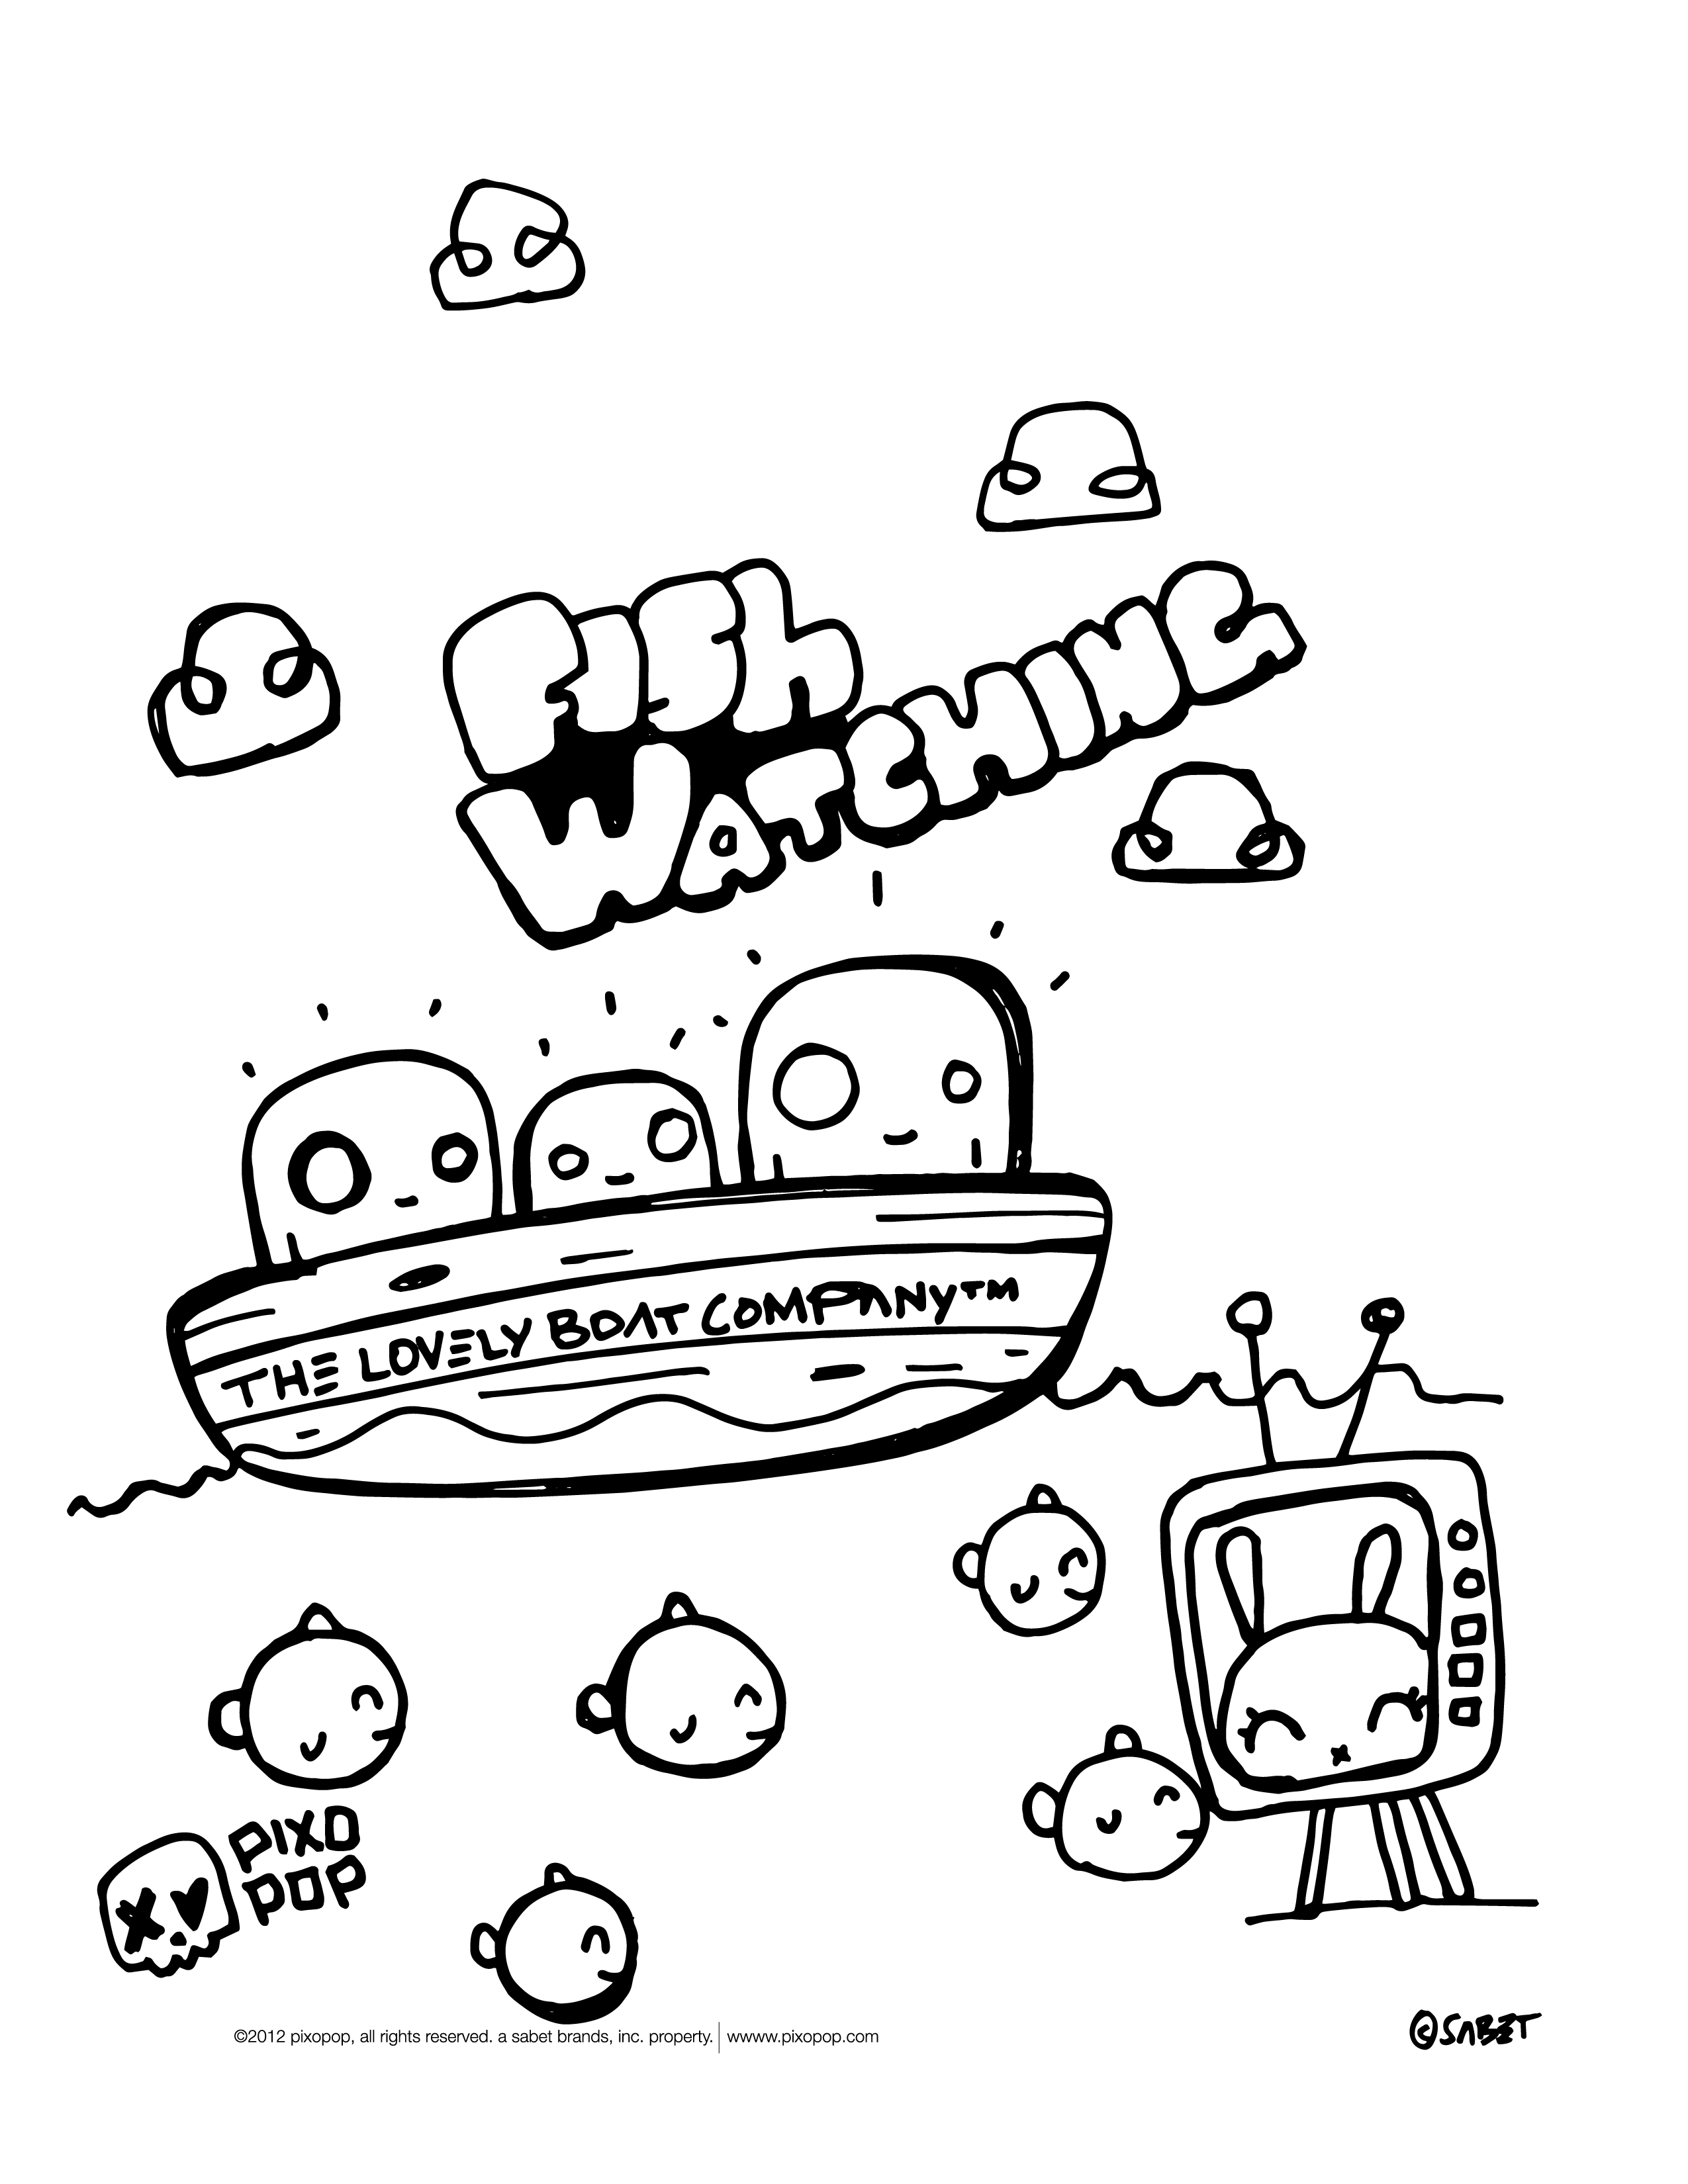 FISh
WATCHING
THE LOVELY BOAT COMPANY™
PIXO
POP
©2012 pixopop, all rights reserved. a sabet brands, inc. property. | wwww.pixopop.com
©SABET